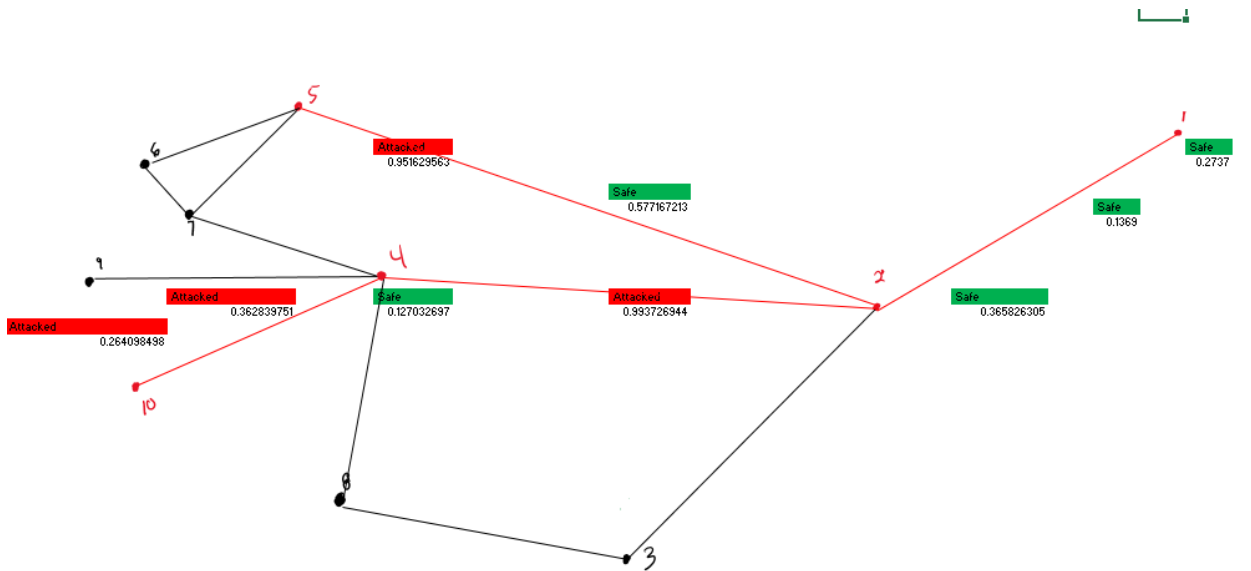 5
1
6
Attacked
0.951629563
Safe
0.2737
Safe
0.577167213
Safe
0.1369
7
9
4
2
Attacked
0.362839751
Safe
0.127032697
Attacked
0.993726944
Safe
0.365826305
Attacked
0.264098498
10
8
3